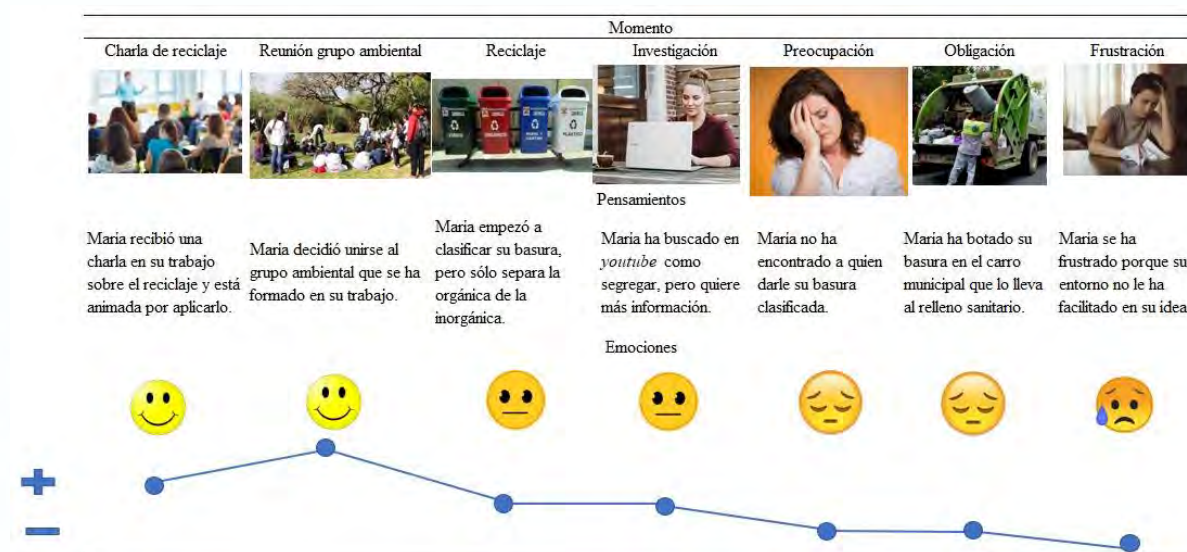 Momento
Charla de reciclaje
Reunión grupo ambiental
Reciclaje
Investigación
Preocupación
Obligación
Frustración
Pensamientos
Maria recibió una
charla en su trabajo
sobre el reciclaje y está
animada por aplicarlo.
Maria decidió unirse al
grupo ambiental que se ha
formado en su trabajo.
Maria empezó a
clasificar su basura,
pero sólo separa la
orgánica de la
inorgánica.
Maria ha buscado en
youtube como
segregar, pero quiere
más información.
Maria no ha
encontrado a quien
darle su basura
clasificada.
Maria ha botado su
basura en el carro
municipal que lo lleva
al relleno sanitario.
Maria se ha
frustrado porque su
entorno no le ha
facilitado en su idea
Emociones